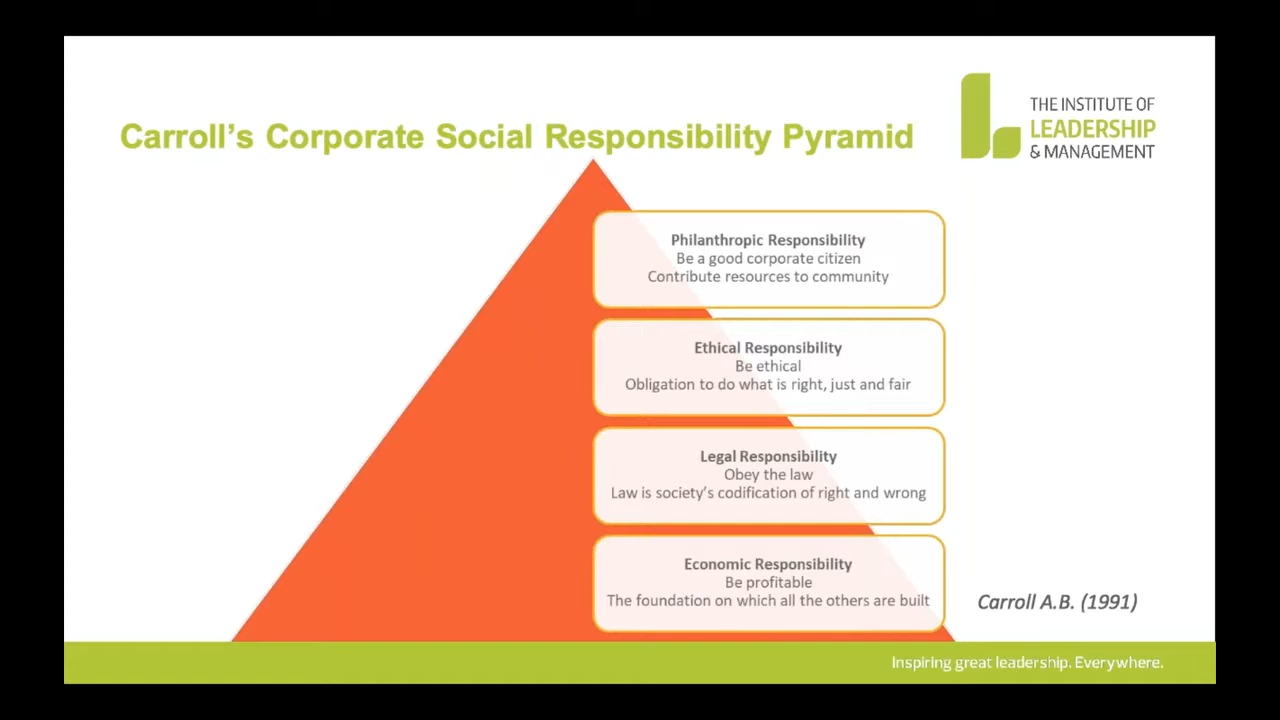 Carroll’s Corporate Social Responsibility Pyramid
THE INSTITUTE OF
LEADERSHIP
& MANAGEMENT
Philanthropic Responsibility
Be a good corporate citizen
Contribute resources to community
Ethical Responsibility
Be ethical
Obligation to do what is right, just and fair
Legal Responsibility
Obey the law
Law is society’s codification of right and wrong
Economic Responsibility
Be profitable
The foundation on which all the others are built
Carroll A.B. (1991)
Inspiring great leadership. Everywhere.